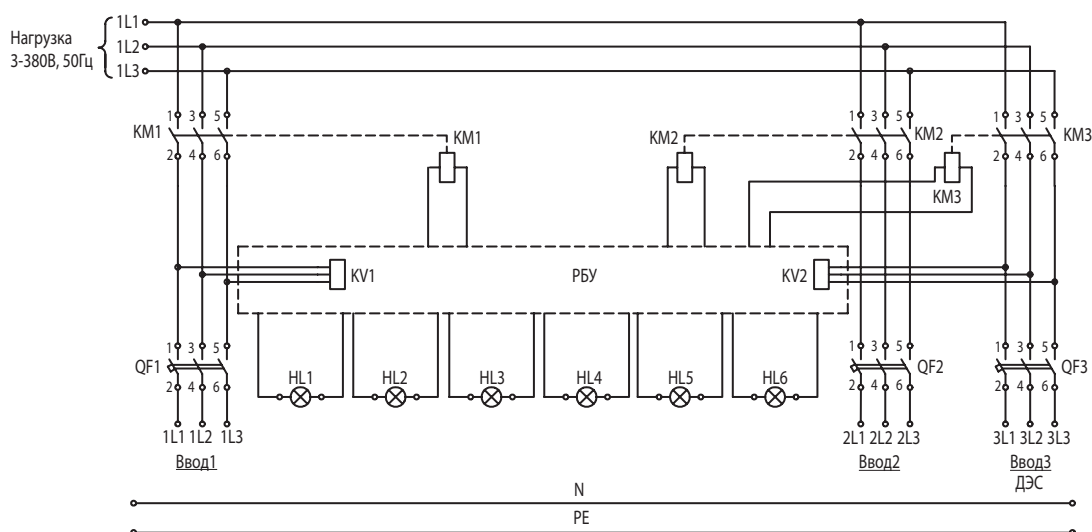 Нагрузка
3-380В, 50Гц
1L1
1L2
1L3
1 3 5
KM1
2 4 6
KM1
KM2
1 3 5
KM2
2 4 6
KM3
1 3 5
KM3
2 4 6
KV1
РБУ
KV2
1 3 5
QF1
2 4 6
HL1
HL2
HL3
HL4
HL5
HL6
1 3 5
QF2
2 4 6
1 3 5
QF3
2 4 6
1L1 1L2 1L3
Ввод1
2L1 2L2 2L3
Ввод2
3L1 3L2 3L3
Ввод3
ДЭС
N
PE